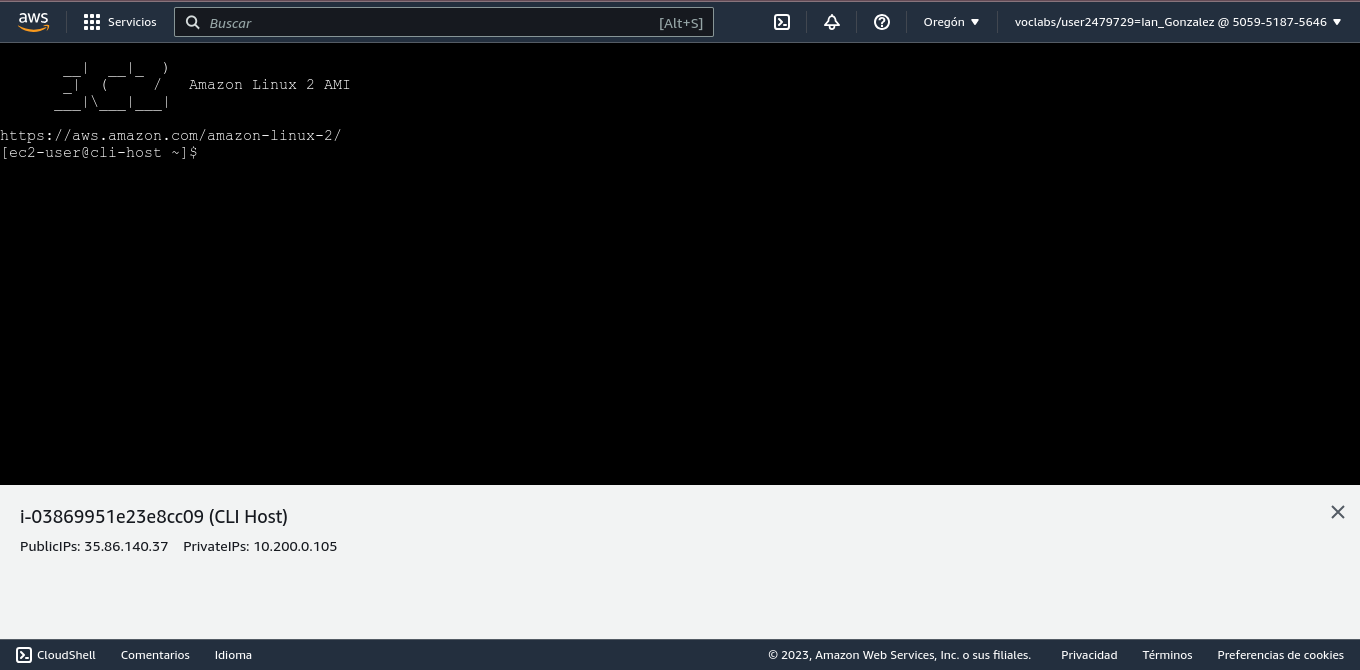 aws Servicios Buscar [Alt+S] Oregón voclabs/user2479729=Ian_Gonzalez @ 5059-5187-5646
__|  __|_  )
_|  (     /   Amazon Linux 2 AMI
___|\___|___|
https://aws.amazon.com/amazon-linux-2/
[ec2-user@cli-host ~]$
i-03869951e23e8cc09 (CLI Host)
PublicIPs: 35.86.140.37 PrivateIPs: 10.200.0.105
CloudShell Comentarios Idioma © 2023, Amazon Web Services, Inc. o sus filiales. Privacidad Términos Preferencias de cookies